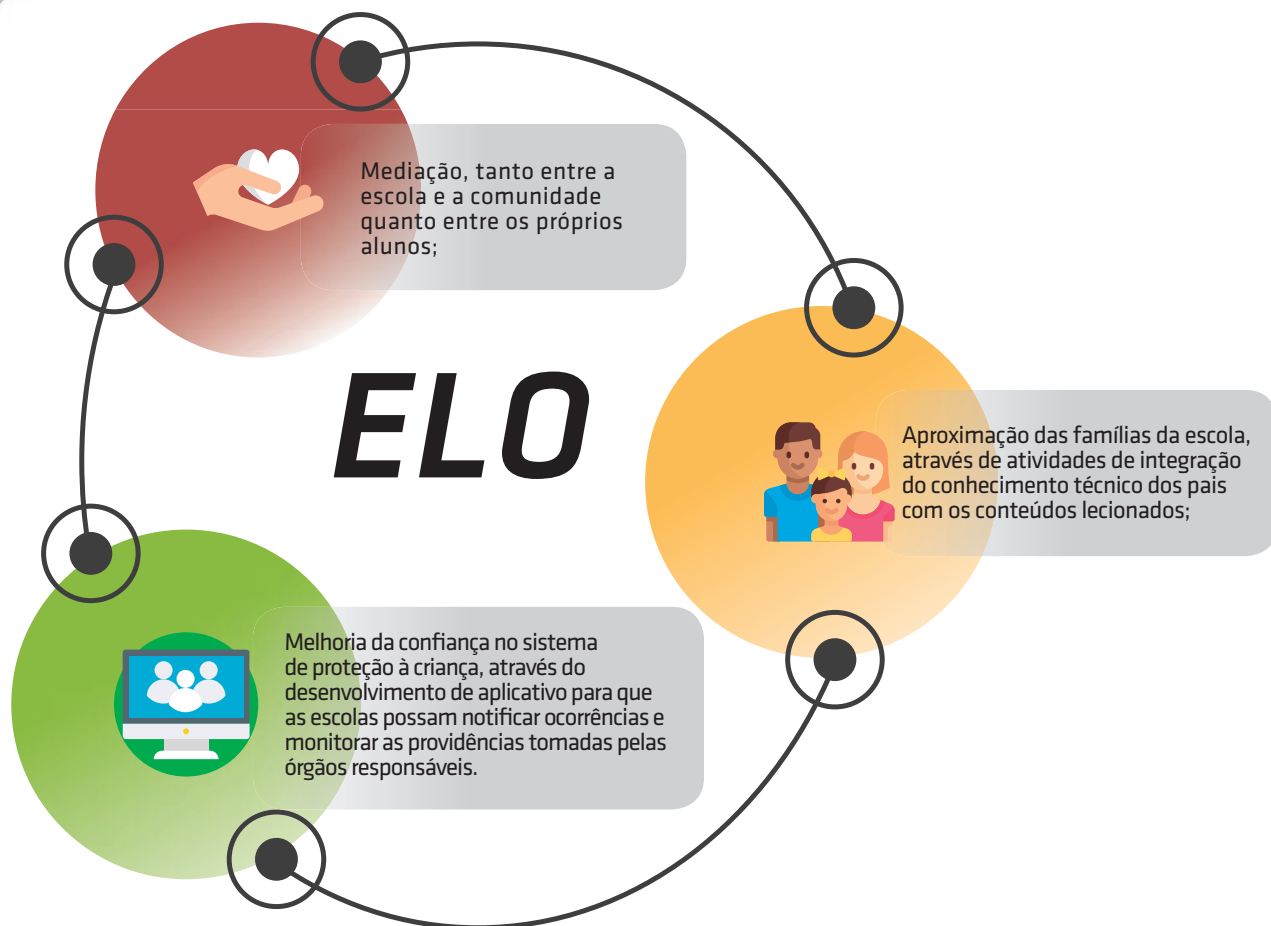 Mediação, tanto entre a
escola e a comunidade
quanto entre os próprios
alunos;
ELO
Aproximação das famílias da escola,
através de atividades de integração
do conhecimento técnico dos pais
com os conteúdos lecionados;
Melhoria da confiança no sistema
de proteção à criança, através do
desenvolvimento de aplicativo para que
as escolas possam notificar ocorrências e
monitorar as providências tomadas pelas
órgãos responsáveis.